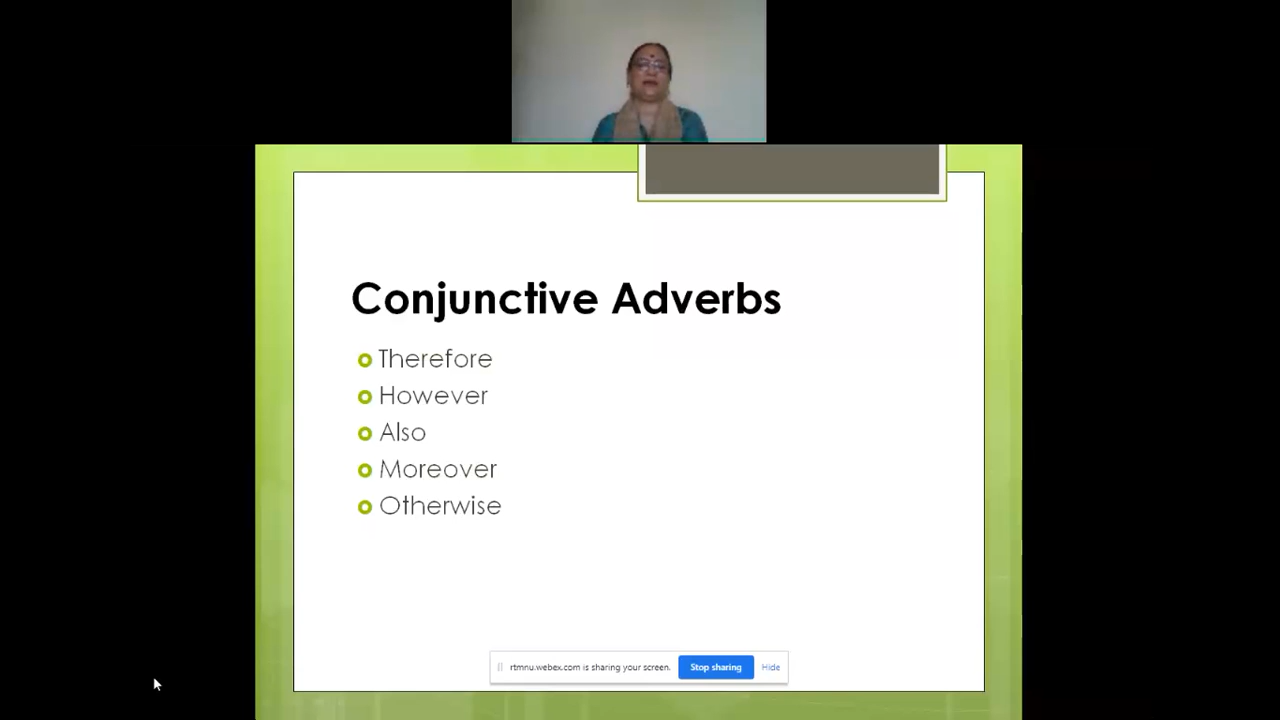 Conjunctive Adverbs
Therefore
However
Also
Moreover
Otherwise
rtmnu.webex.com is sharing your screen. Stop sharing Hide